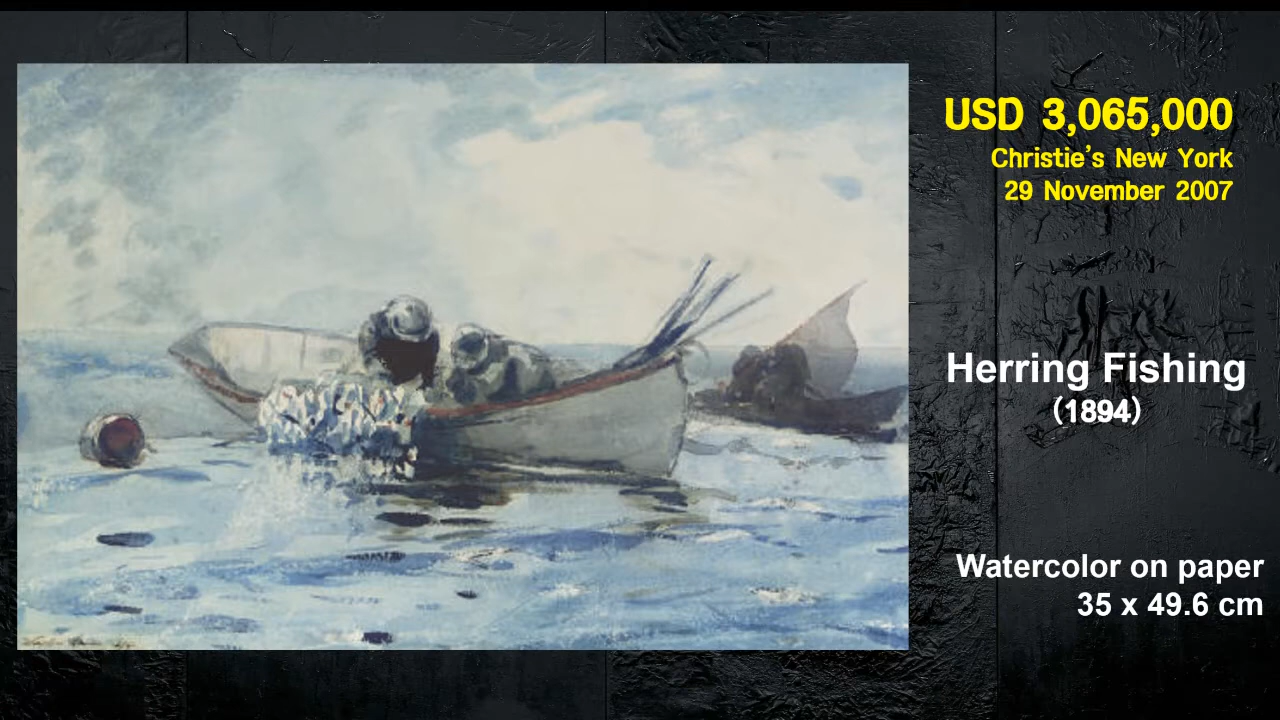 USD 3,065,000
Christie's New York
29 November 2007
Herring Fishing
(1894)
Watercolor on paper
35 x 49.6 cm